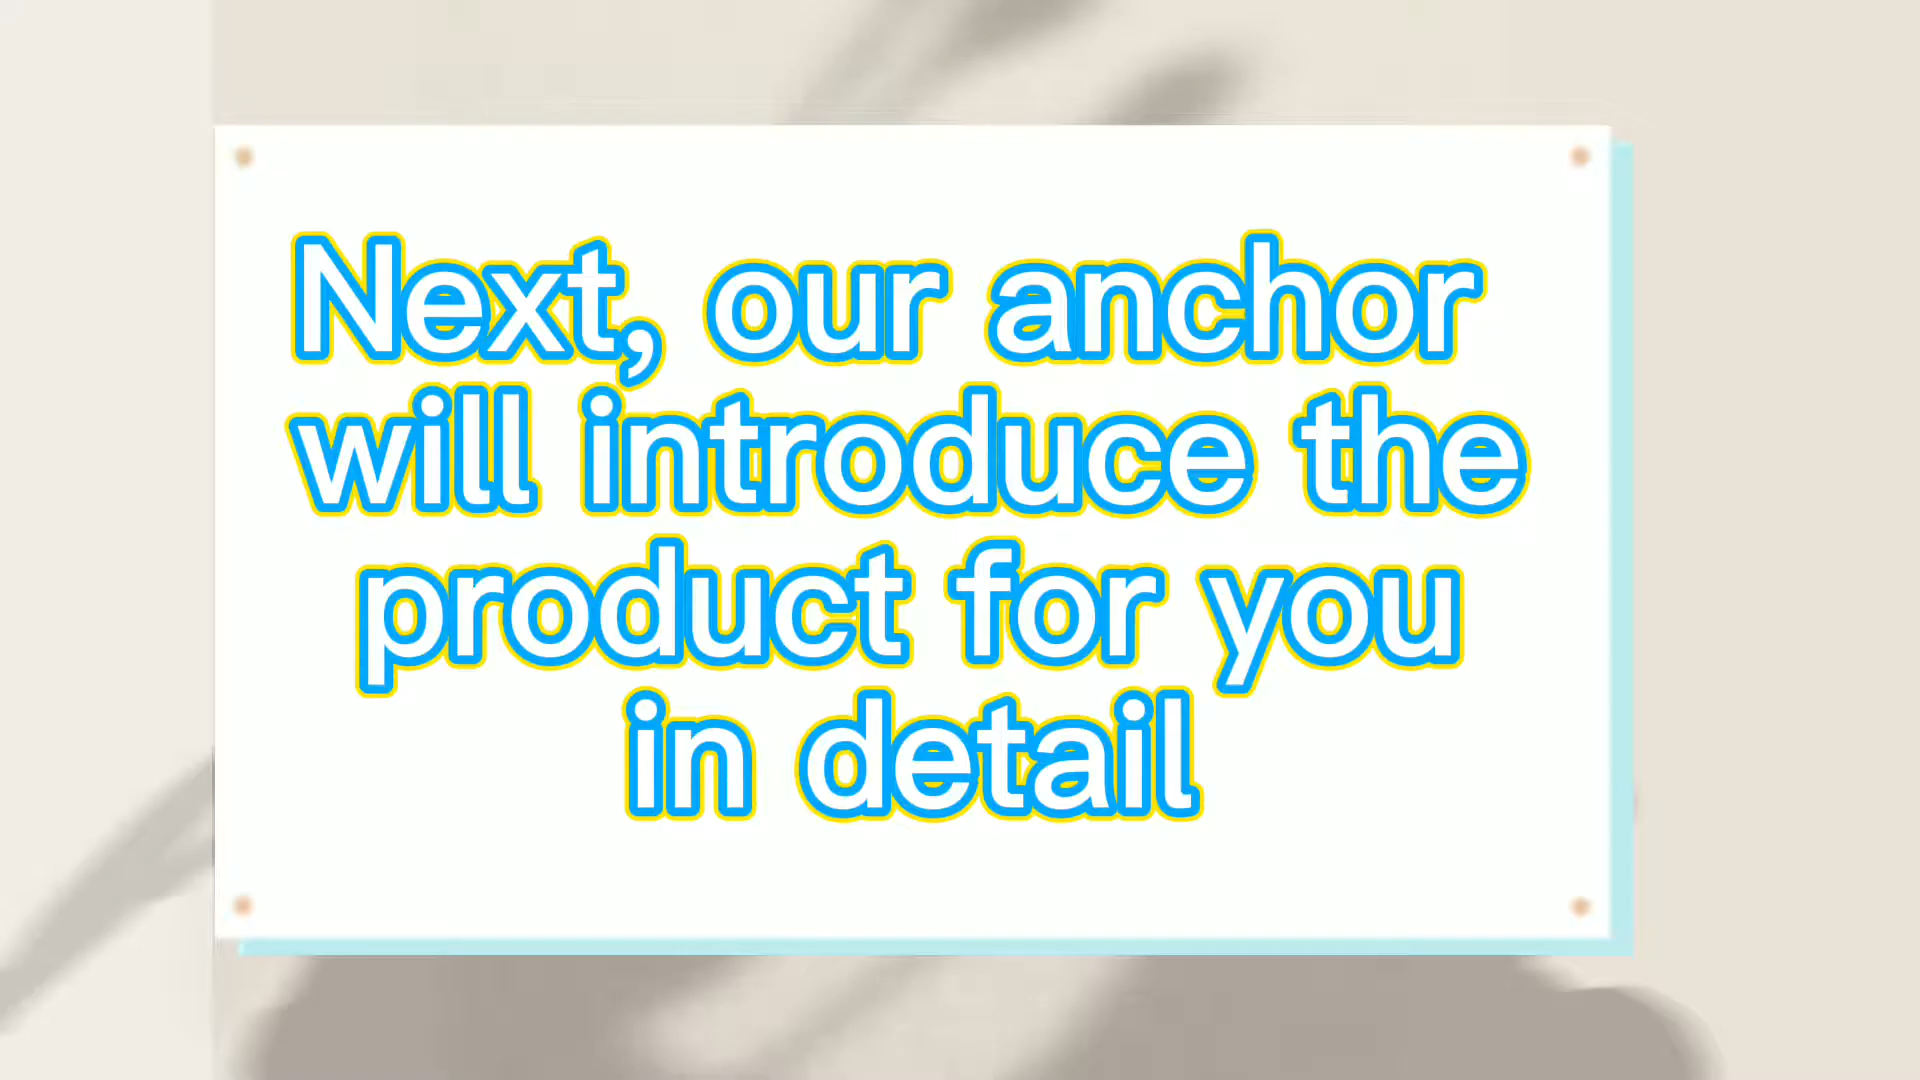 Next, our anchor
will introduce the
product for you
in detail